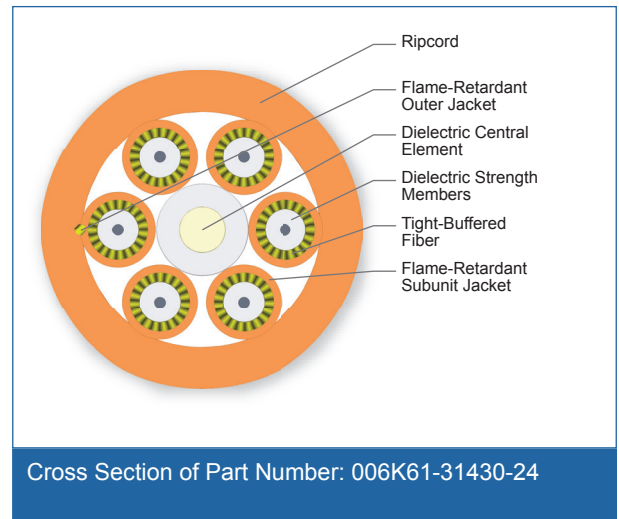 Ripcord
Flame-Retardant
Outer Jacket
Dielectric Central
Element
Dielectric Strength
Members
Tight-Buffered
Fiber
Flame-Retardant
Subunit Jacket
Cross Section of Part Number: 006K61-31430-24